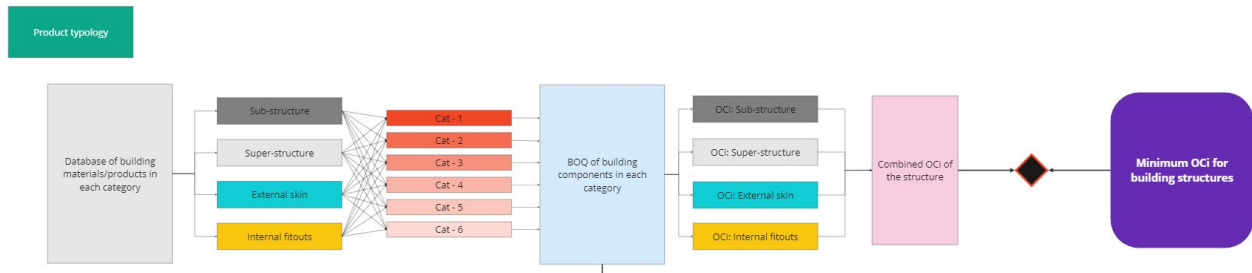 Product typology
Database of building
materials/products in
each category
Sub-structure
Super-structure
External skin
Internal fitouts
Cat - 1
Cat - 2
Cat - 3
Cat - 4
Cat - 5
Cat - 6
BOQ of building
components in each
category
OCi: Sub-structure
OCi: Super-structure
OCi: External skin
OCi: Internal fitouts
Combined OCi of
the structure
Minimum OCi for
building structures